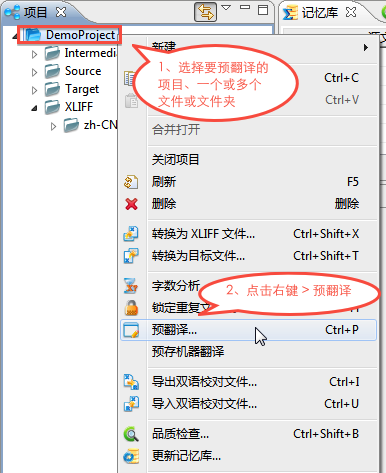 项目
记忆库
DemoProject
Intermedia
Source
Target
XLIFF
zh-CN
新建
1、选择要预翻译的
项目、一个或多个
文件或文件夹
Ctrl+C
Ctrl+V
合并打开
关闭项目
刷新 F5
删除 删除
转换为 XLIFF 文件... Ctrl+Shift+X
转换为目标文件... Ctrl+Shift+T
字数分析
2、点击右键 > 预翻译
锁定重复
预翻译... Ctrl+P
预存机器翻译
导出双语校对文件... Ctrl+I
导入双语校对文件... Ctrl+U
品质检查... Ctrl+Shift+B
更新记忆库...